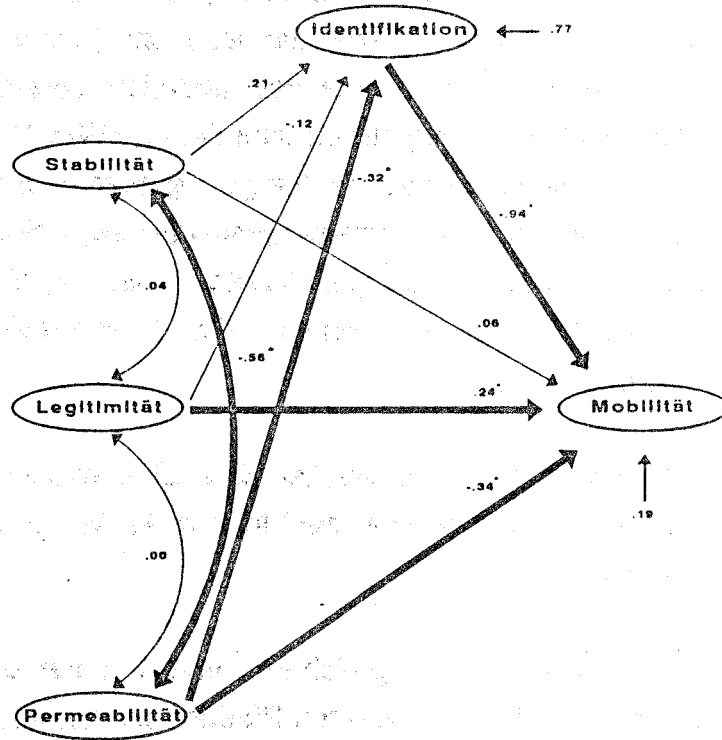 Identifikation
.77
.21
-.12
Stabilität
-.32*
-.94*
.04
.06
-.56*
Legitimität
.24*
Mobilität
-.34*
.19
.00
Permeabilität